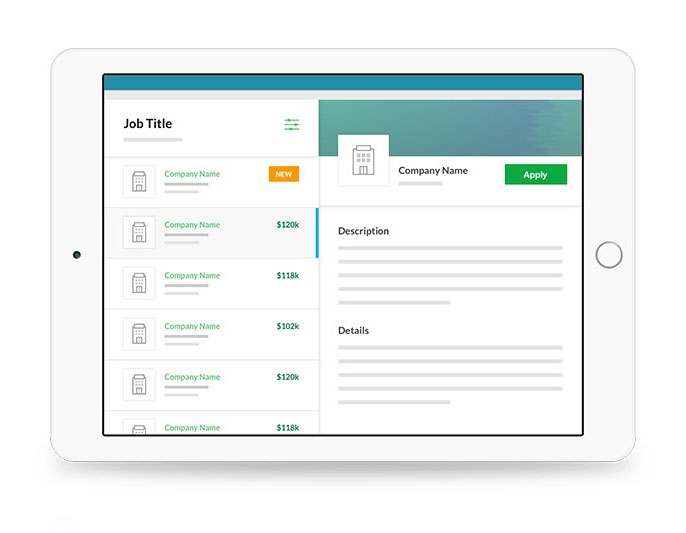 Job Title
Company Name
NEW
Company Name
$120k
Company Name
$118k
Company Name
$102k
Company Name
$120k
Company Name
$118k
Company Name
Apply
Description
Details